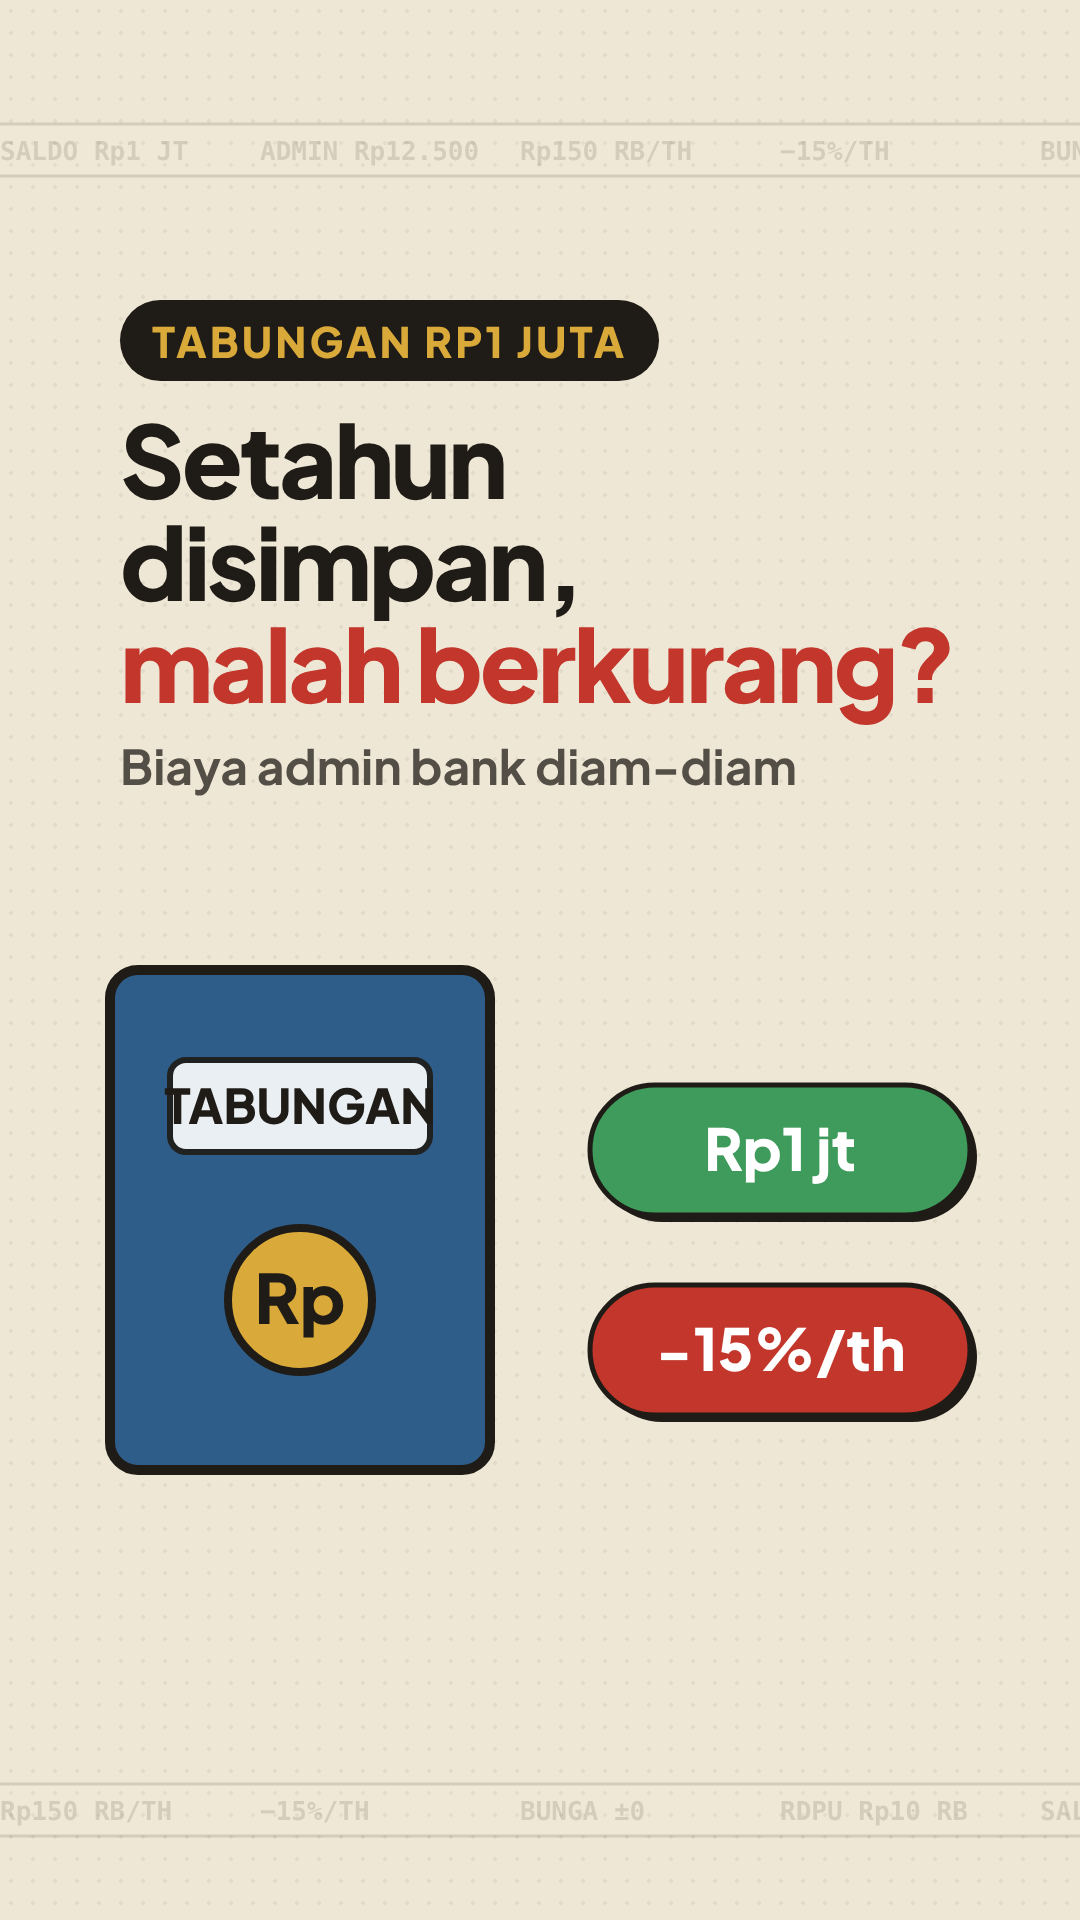 SALDO Rp1 JT ADMIN Rp12.500 Rp150 RB/TH −15%/TH BUN
TABUNGAN RP1 JUTA
Setahun
disimpan,
malah berkurang?
Biaya admin bank diam-diam
TABUNGAN
Rp
Rp1 jt
−15%/th
Rp150 RB/TH −15%/TH BUNGA ±0 RDPU Rp10 RB SAL